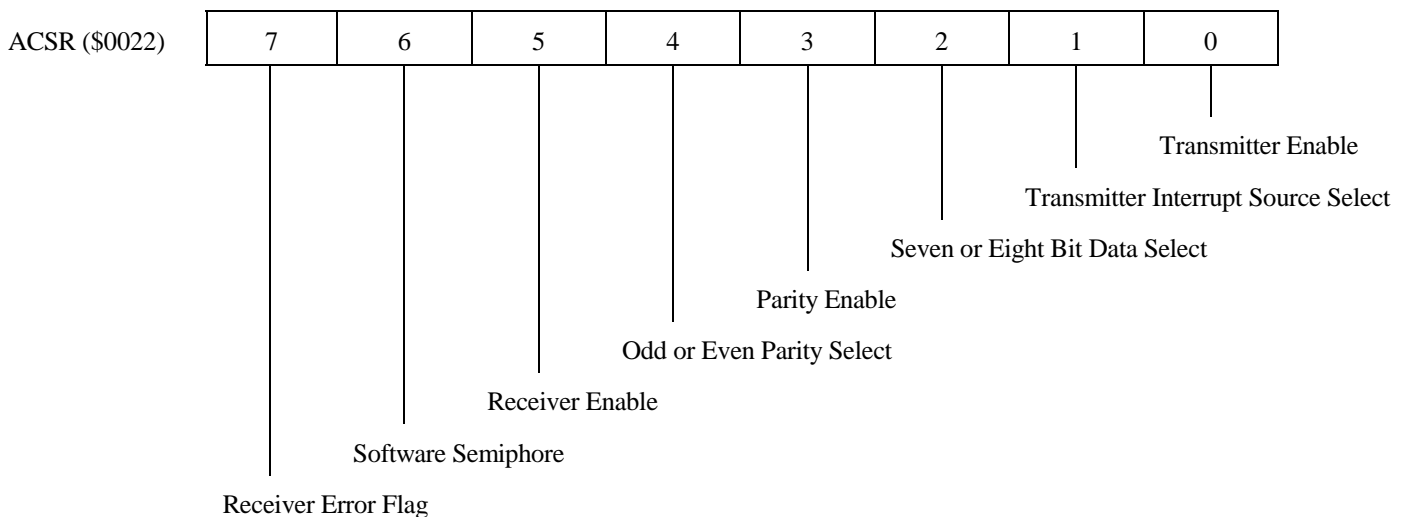 ACSR ($0022) 7 6 5 4 3 2 1 0
Transmitter Enable
Transmitter Interrupt Source Select
Seven or Eight Bit Data Select
Parity Enable
Odd or Even Parity Select
Receiver Enable
Software Semiphore
Receiver Error Flag